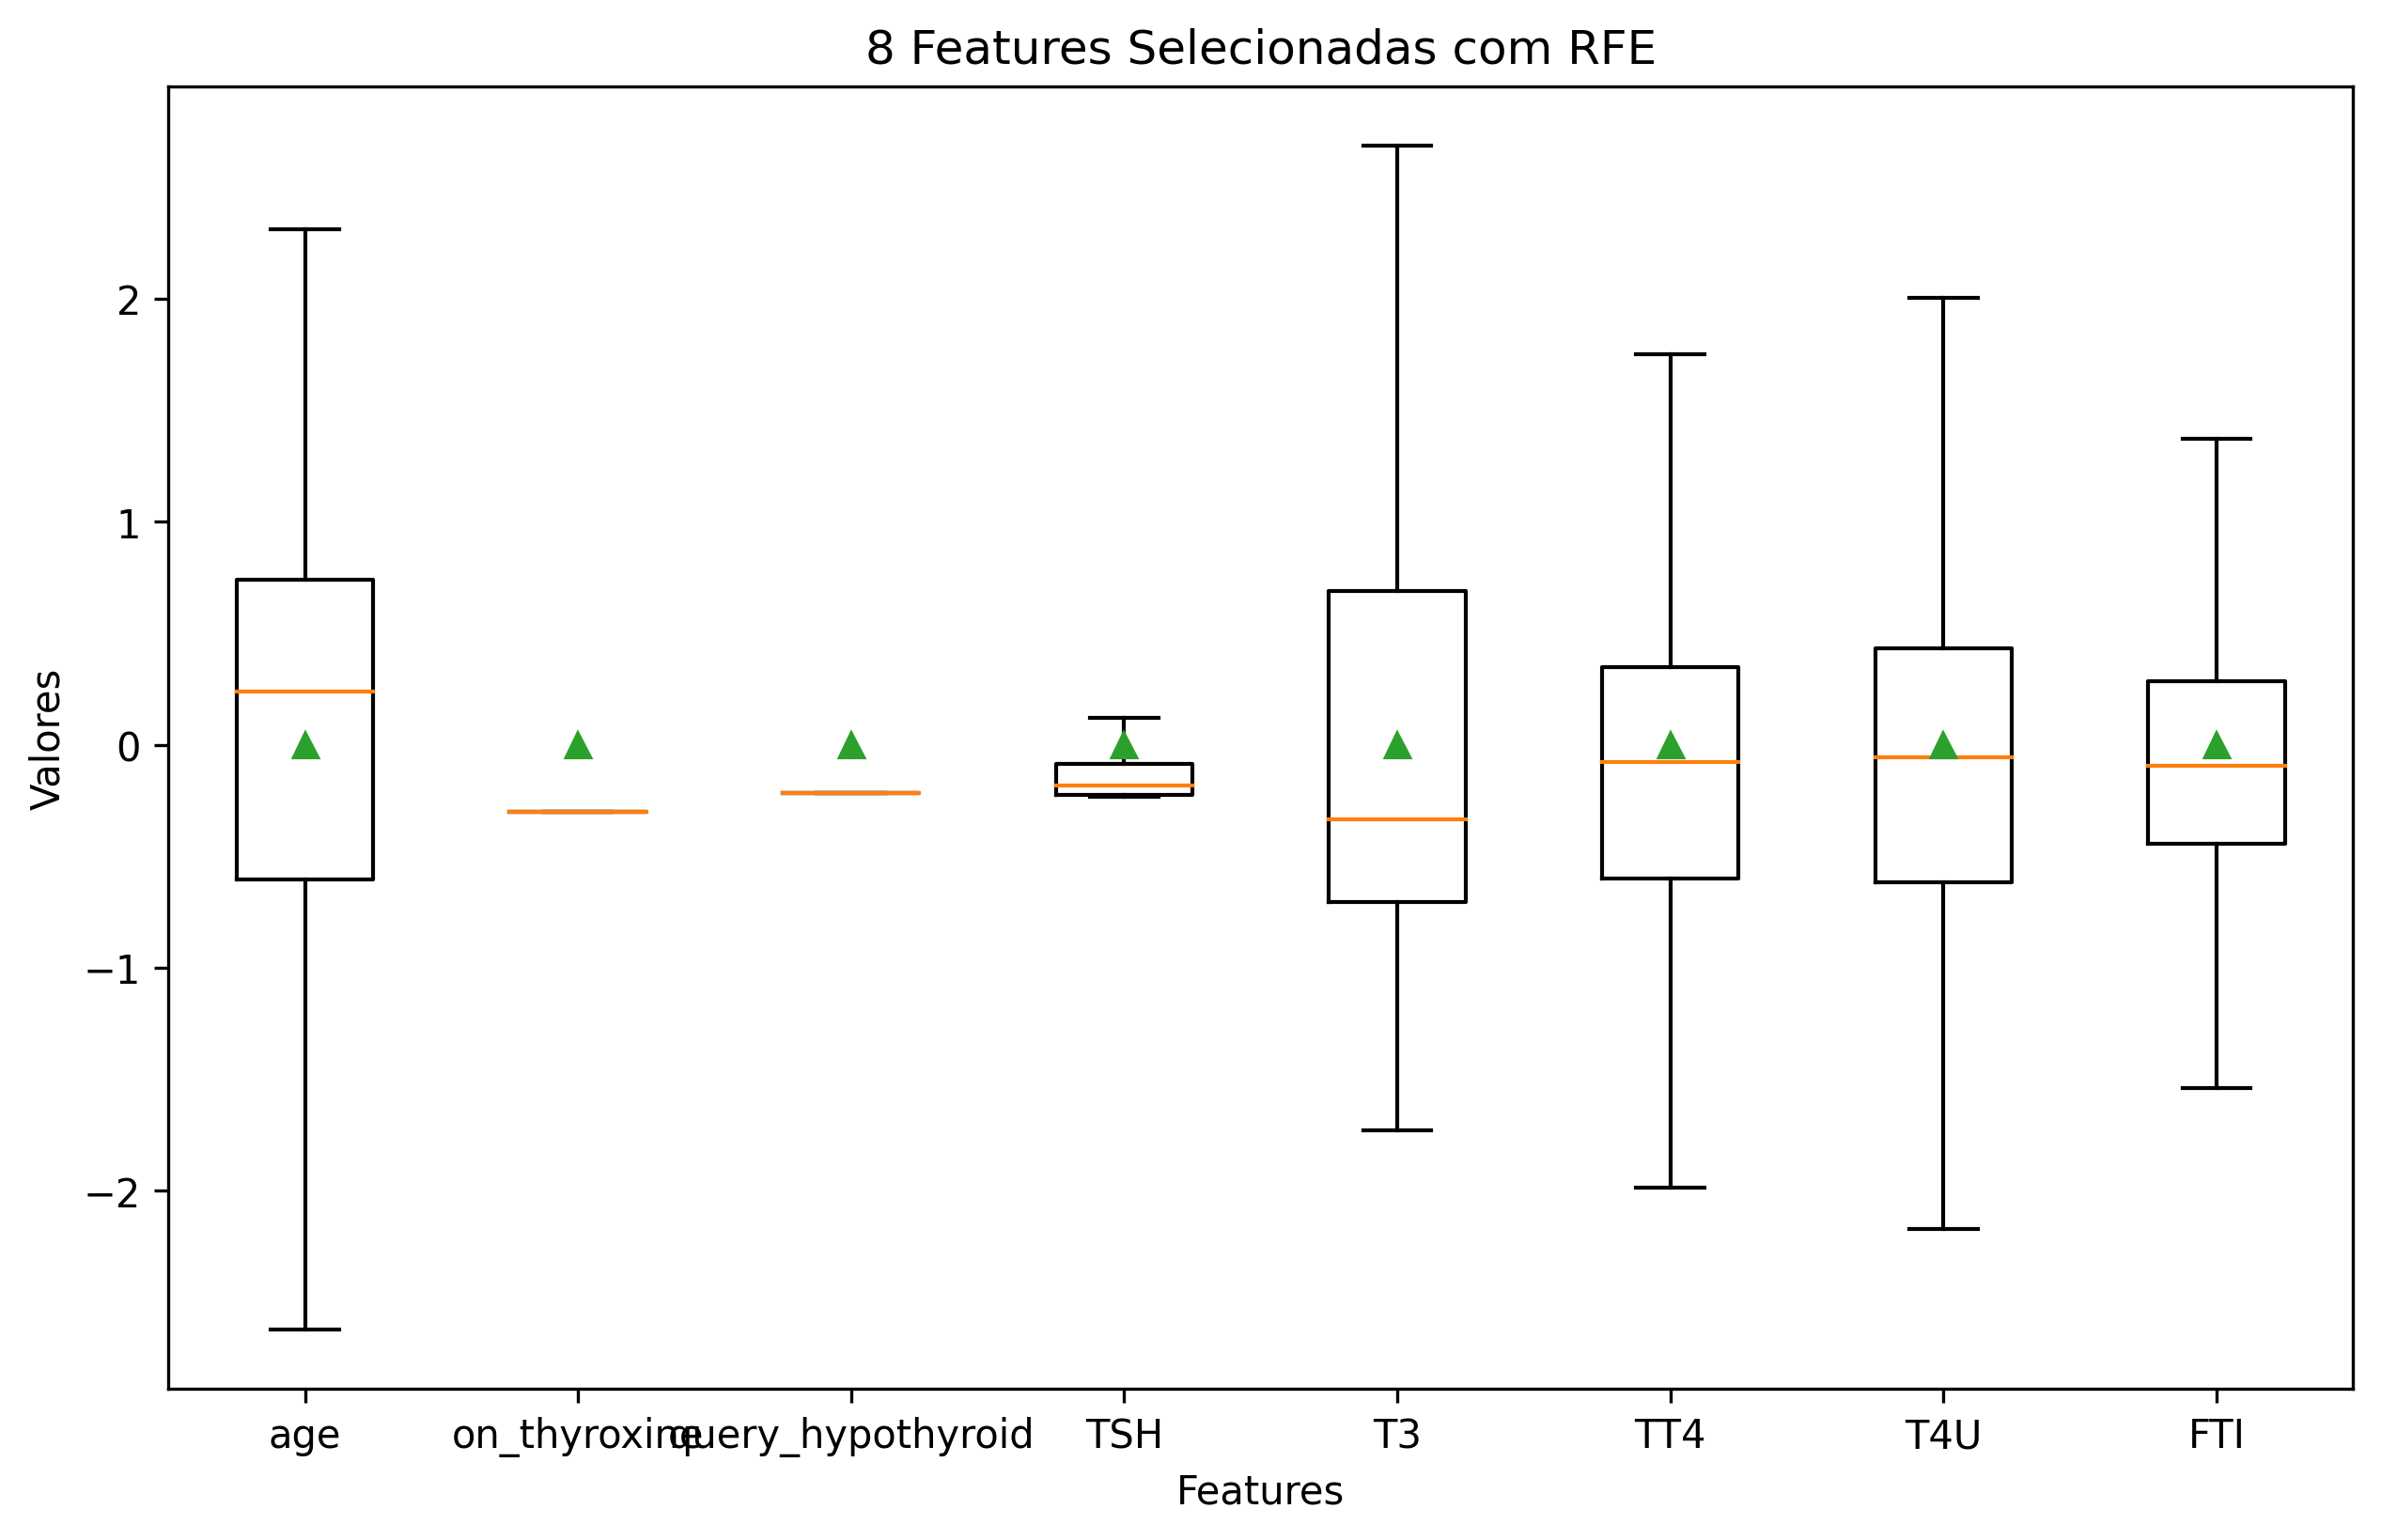 8 Features Selecionadas com RFE
Valores
2
1
0
−1
−2
age on_thyroxine query_hypothyroid TSH T3 TT4 T4U FTI
Features